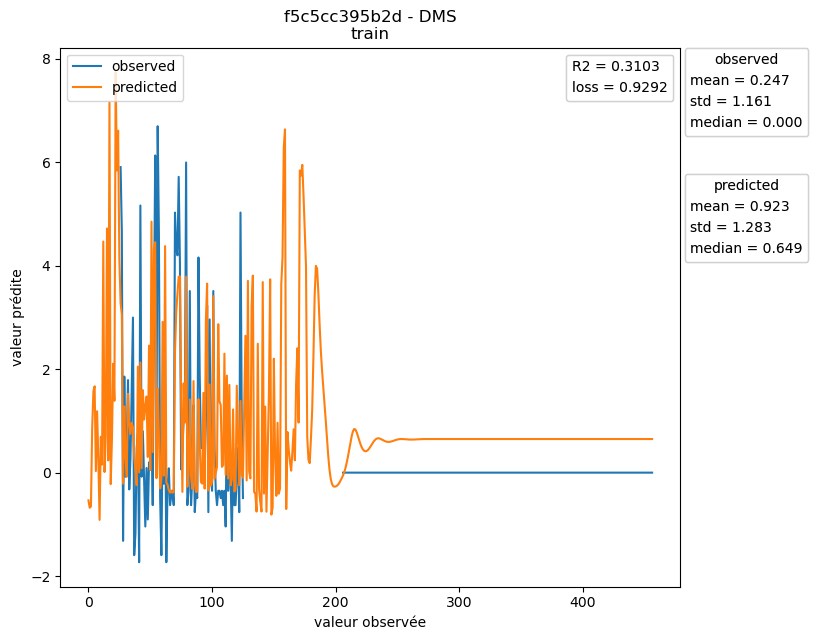 f5c5cc395b2d - DMS
train
observed
predicted
R2 = 0.3103
loss = 0.9292
observed
mean = 0.247
std = 1.161
median = 0.000
predicted
mean = 0.923
std = 1.283
median = 0.649
valeur prédite
8
6
4
2
0
−2
0
100
200
300
400
valeur observée